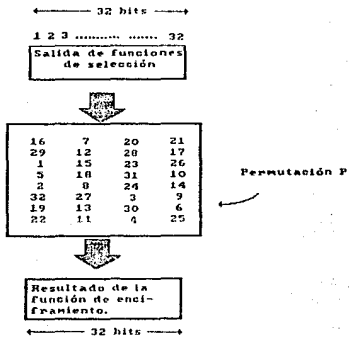 32 bits
1 2 3 ........... ....... 32
Salida de funciones
de selección
16 7 20 21
29 12 28 17
1 15 23 26
5 18 31 10
2 8 24 14
32 27 3 9
19 13 30 6
22 11 4 25
Permutación P
Resultado de la
función de enci-
framiento.
32 bits